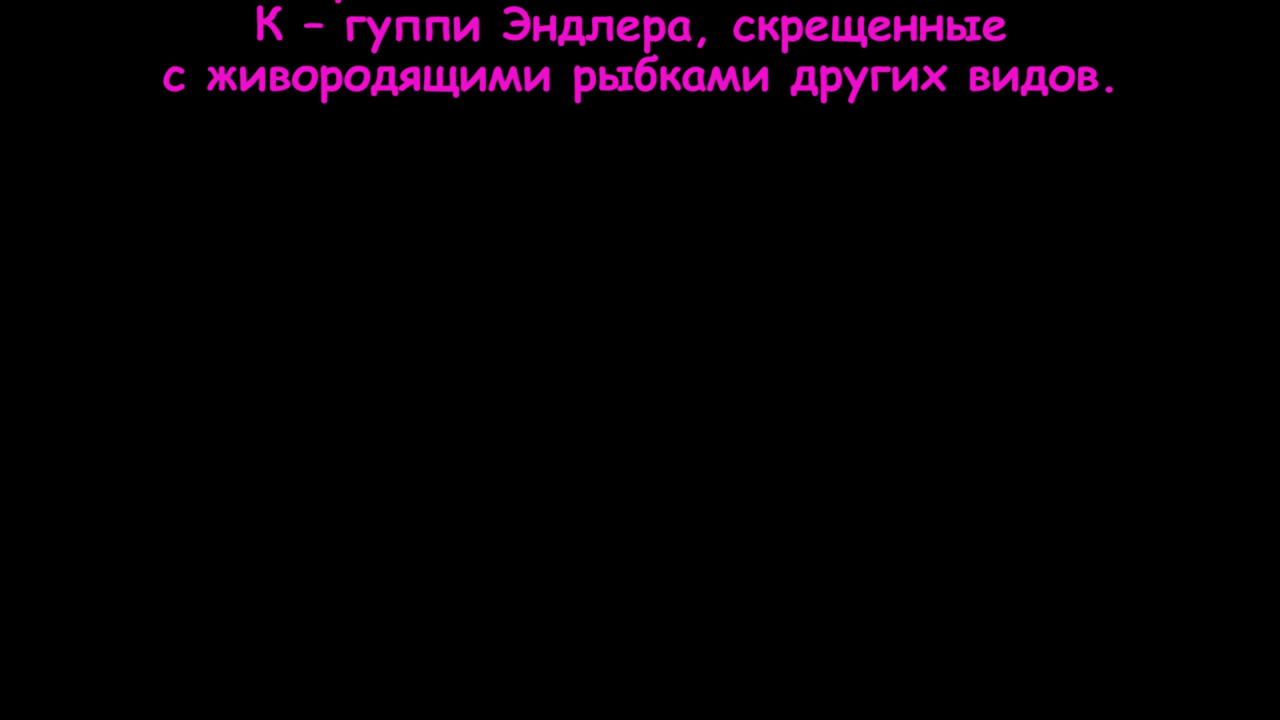 К – гуппи Эндлера, скрещенные
с живородящими рыбками других видов.